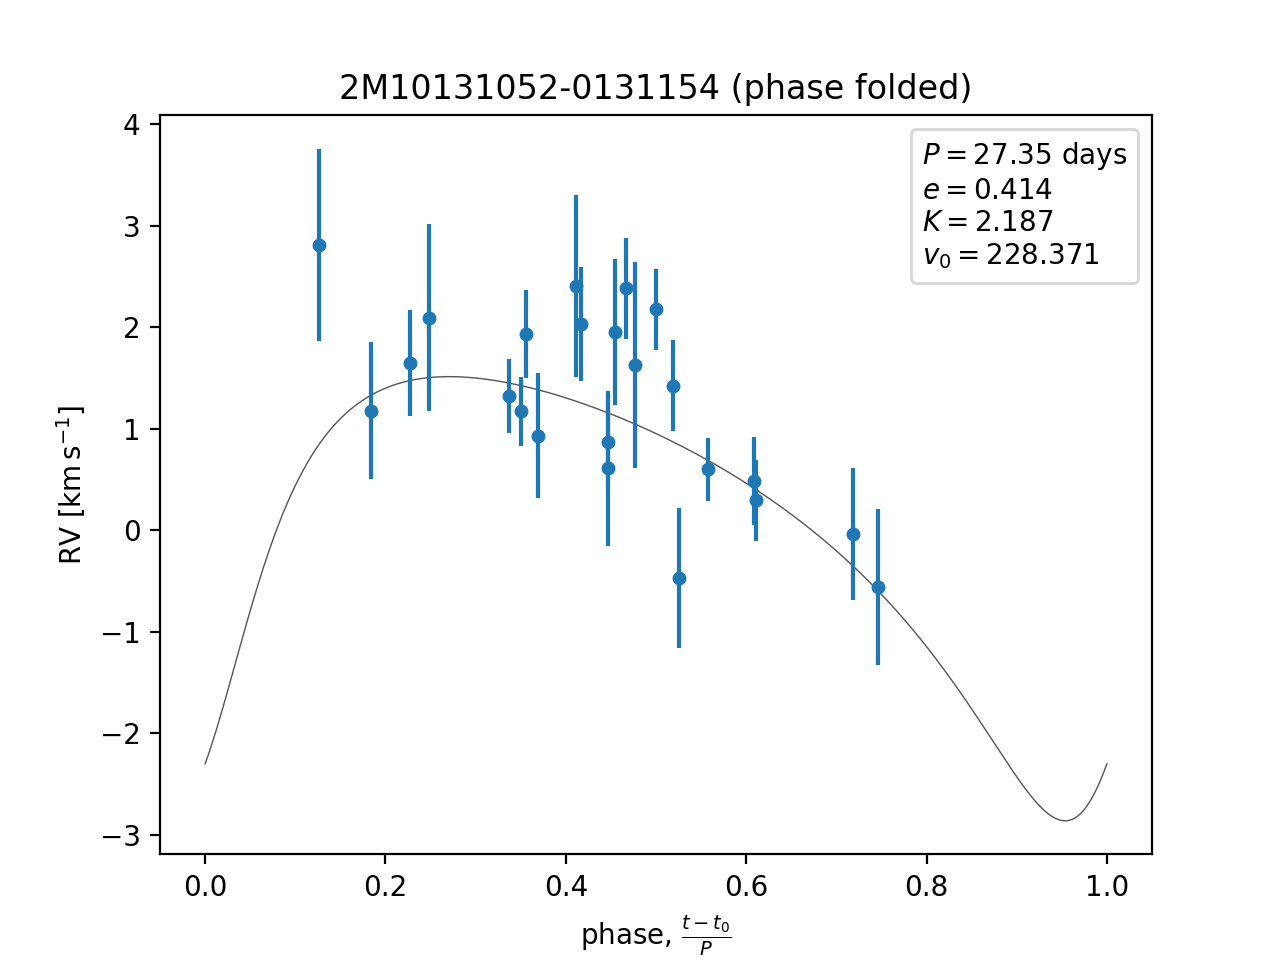 2M10131052-0131154 (phase folded)
P = 27.35 days
e = 0.414
K = 2.187
v₀ = 228.371
4
3
2
1
0
−1
−2
−3
RV [km s⁻¹]
0.0 0.2 0.4 0.6 0.8 1.0
phase, (t − t₀)/P